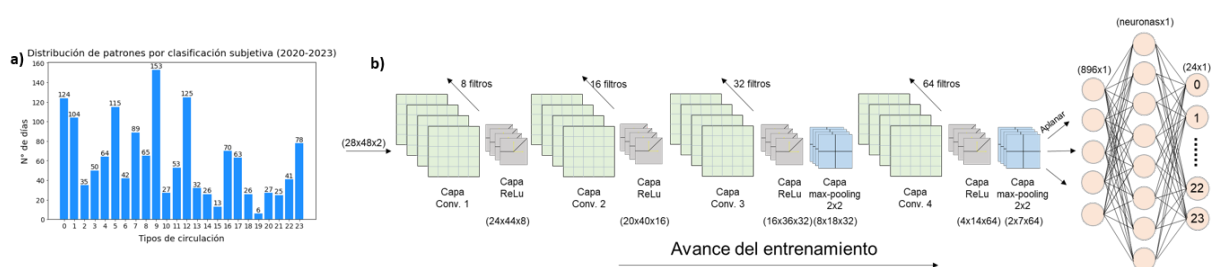 a)
Distribución de patrones por clasificación subjetiva (2020-2023)
N° de días
160
140
120
100
80
60
40
20
0
124
104
35
50
64
115
42
89
65
153
27
53
125
32
26
13
70
63
26
6
27
25
41
78
0 1 2 3 4 5 6 7 8 9 10 11 12 13 14 15 16 17 18 19 20 21 22 23
Tipos de circulación
b)
(28x48x2)
8 filtros
Capa
Conv. 1
Capa
ReLu
(24x44x8)
16 filtros
Capa
Conv. 2
Capa
ReLu
(20x40x16)
32 filtros
Capa
Conv. 3
Capa
ReLu
(16x36x32)
Capa
max-pooling
2x2
(8x18x32)
64 filtros
Capa
Conv. 4
Capa
ReLu
(4x14x64)
Capa
max-pooling
2x2
(2x7x64)
Aplanar
(896x1)
(neuronasx1)
(24x1)
0
1
22
23
Avance del entrenamiento